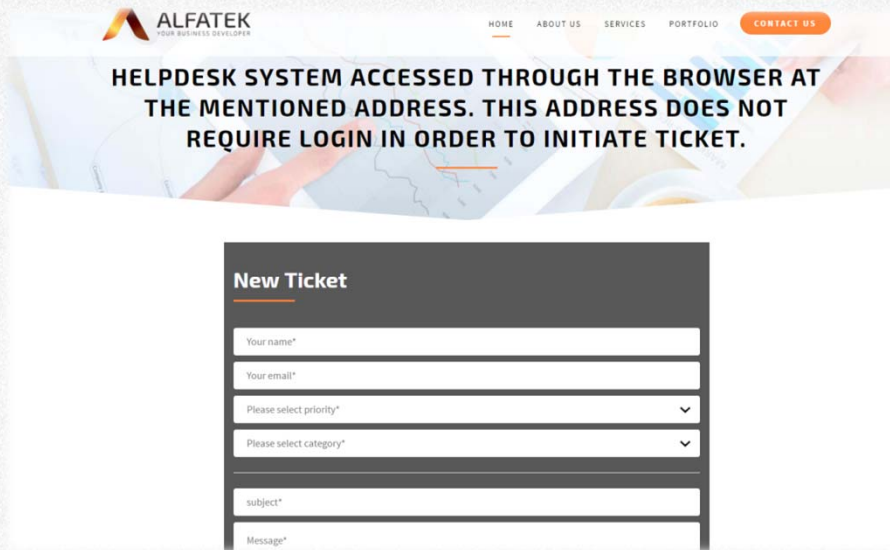 ALFATEK
YOUR BUSINESS DEVELOPER
HOME ABOUT US SERVICES PORTFOLIO CONTACT US
HELPDESK SYSTEM ACCESSED THROUGH THE BROWSER AT
THE MENTIONED ADDRESS. THIS ADDRESS DOES NOT
REQUIRE LOGIN IN ORDER TO INITIATE TICKET.
New Ticket
Your name*
Your email*
Please select priority*
Please select category*
subject*
Message*